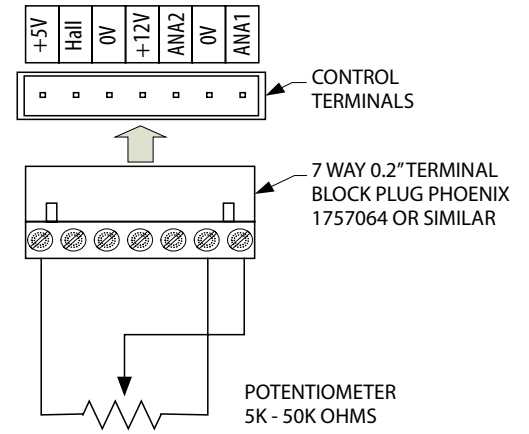 +5V
Hall
0V
+12V
ANA2
0V
ANA1
CONTROL
TERMINALS
7 WAY 0.2” TERMINAL
BLOCK PLUG PHOENIX
1757064 OR SIMILAR
POTENTIOMETER
5K - 50K OHMS